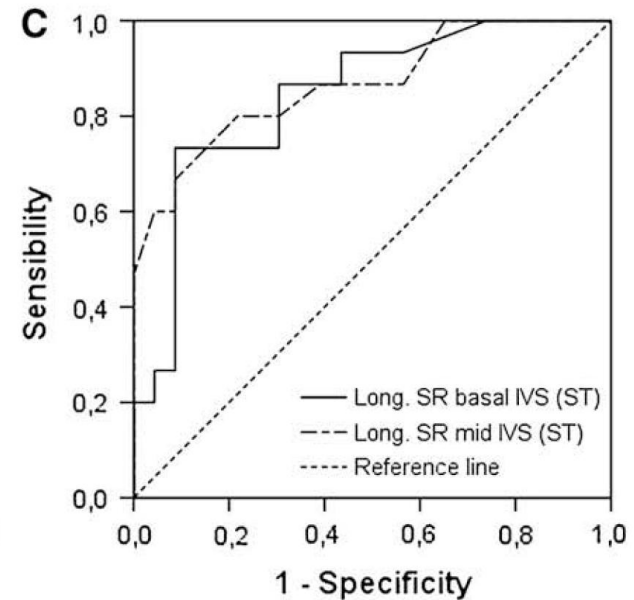 C
1,0
0,8
0,6
0,4
0,2
0,0
Sensibility
Long. SR basal IVS (ST)
Long. SR mid IVS (ST)
Reference line
0,0 0,2 0,4 0,6 0,8 1,0
1 - Specificity